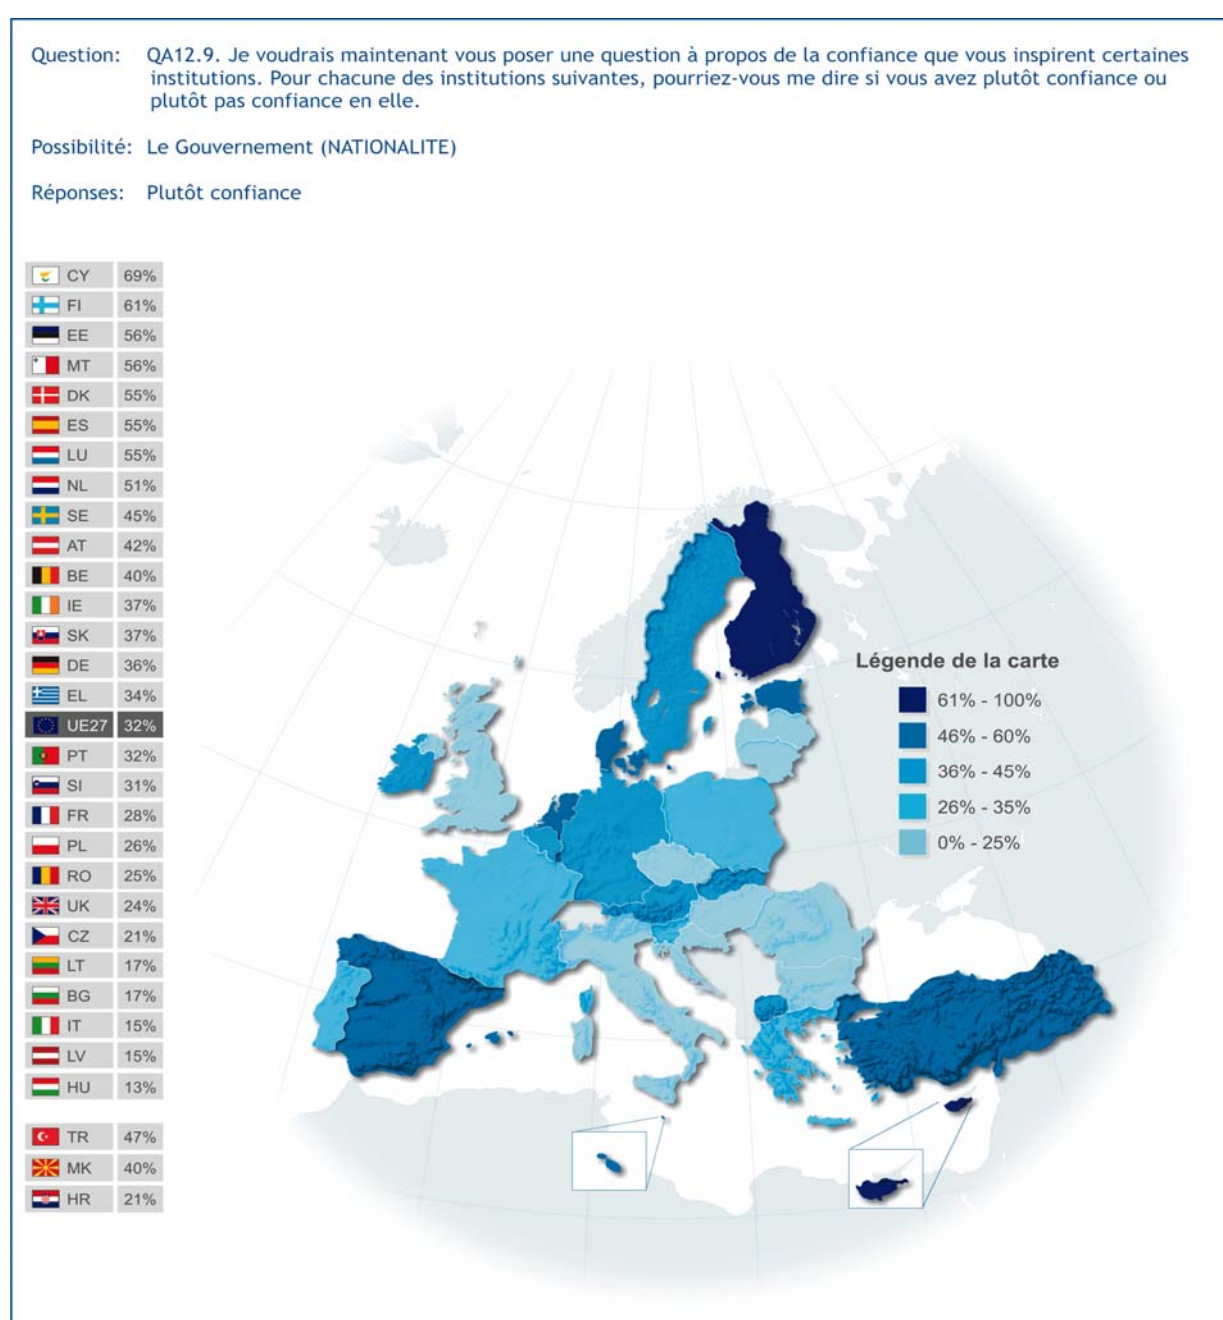 Question: QA12.9. Je voudrais maintenant vous poser une question à propos de la confiance que vous inspirent certaines
institutions. Pour chacune des institutions suivantes, pourriez-vous me dire si vous avez plutôt confiance ou
plutôt pas confiance en elle.
Possibilité: Le Gouvernement (NATIONALITE)
Réponses: Plutôt confiance
CY 69%
FI 61%
EE 56%
MT 56%
DK 55%
ES 55%
LU 55%
NL 51%
SE 45%
AT 42%
BE 40%
IE 37%
SK 37%
DE 36%
EL 34%
UE27 32%
PT 32%
SI 31%
FR 28%
PL 26%
RO 25%
UK 24%
CZ 21%
LT 17%
BG 17%
IT 15%
LV 15%
HU 13%
TR 47%
MK 40%
HR 21%
Légende de la carte
61% - 100%
46% - 60%
36% - 45%
26% - 35%
0% - 25%